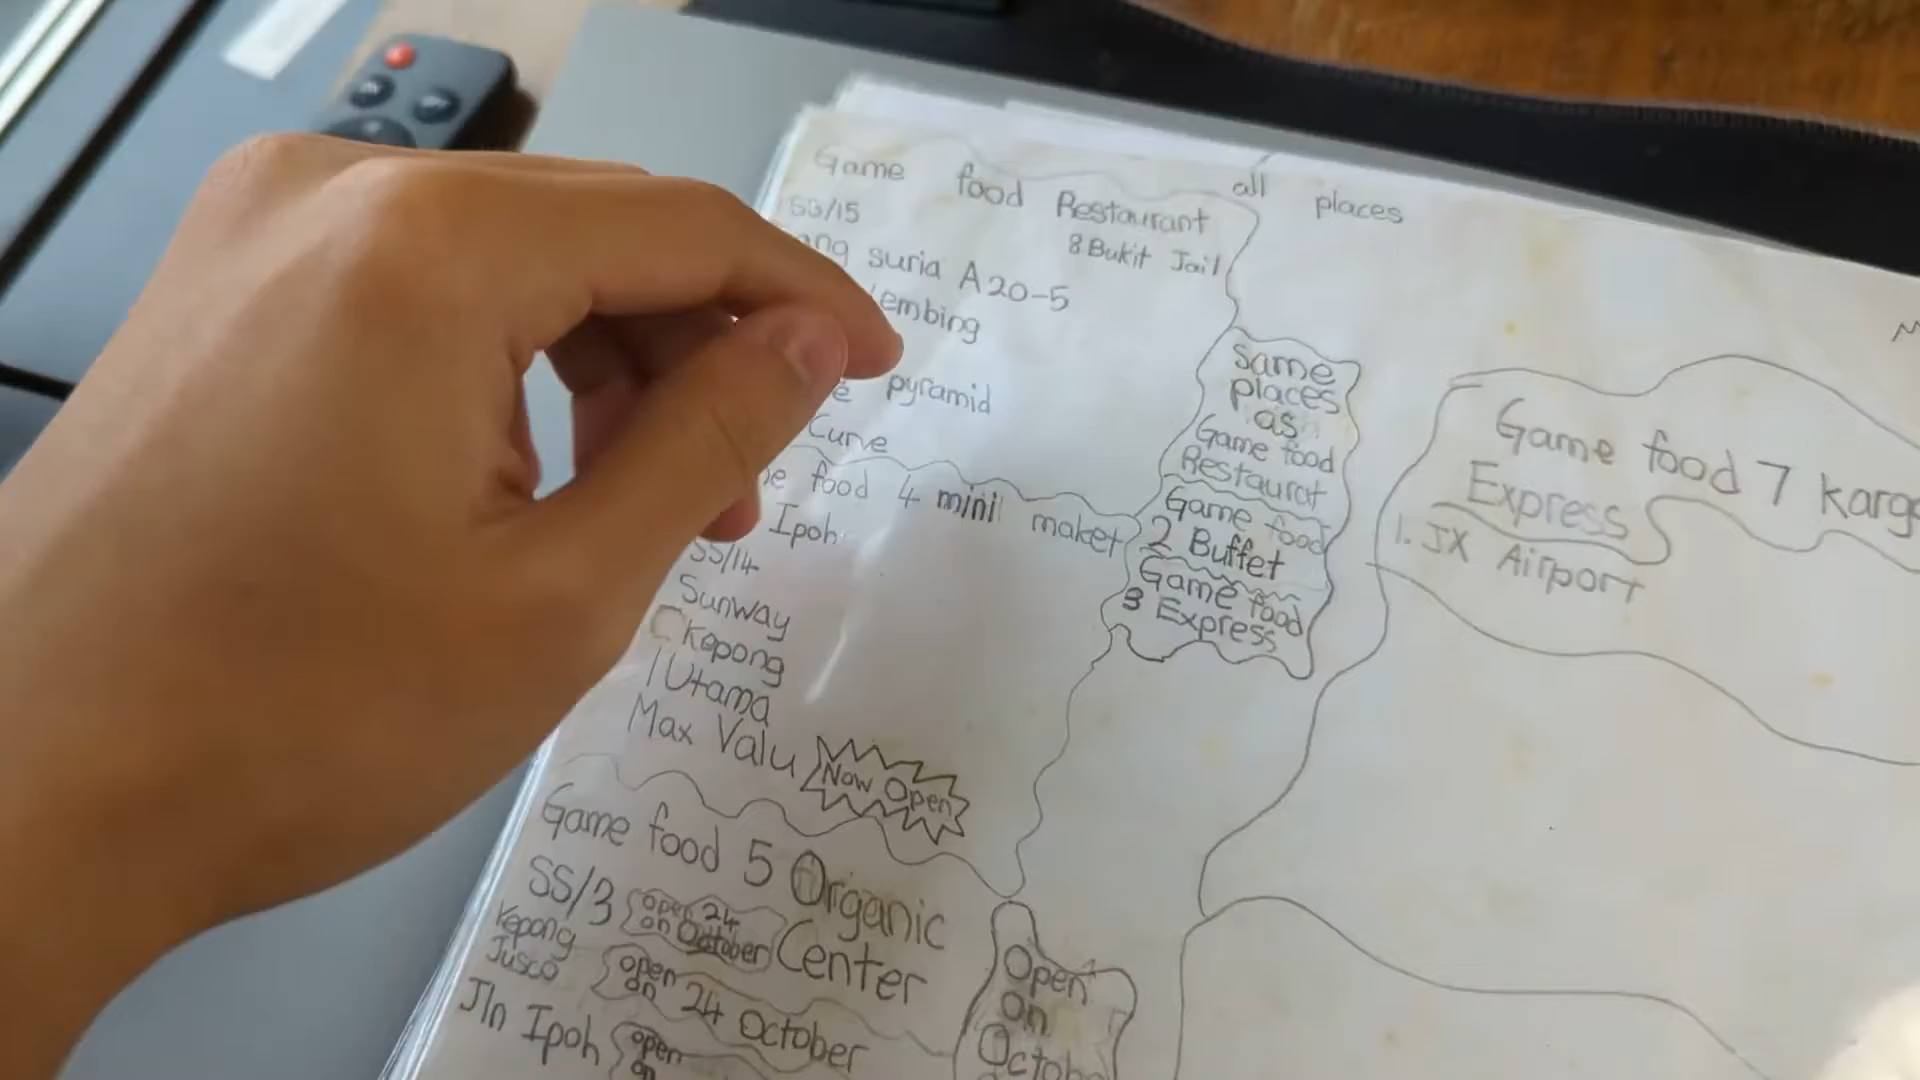 Game food Restaurant
SS/15
8 Bukit Jail
suria A20-5
embing
pyramid
Curve
food 4 mini maket
Ipoh
SS/14
Sunway
Kepong
1 Utama
Max Valu
Now Open
Game food 5 Organic
Center
SS/3
open 24
on October
Kepong
Jusco
open
on 24 October
Jln Ipoh
open
on
all places
same
places
as
Game food
Restaurat
Game food
2 Buffet
Game food
3 Express
Open
On
Game food 7
Express
1. JX Airport